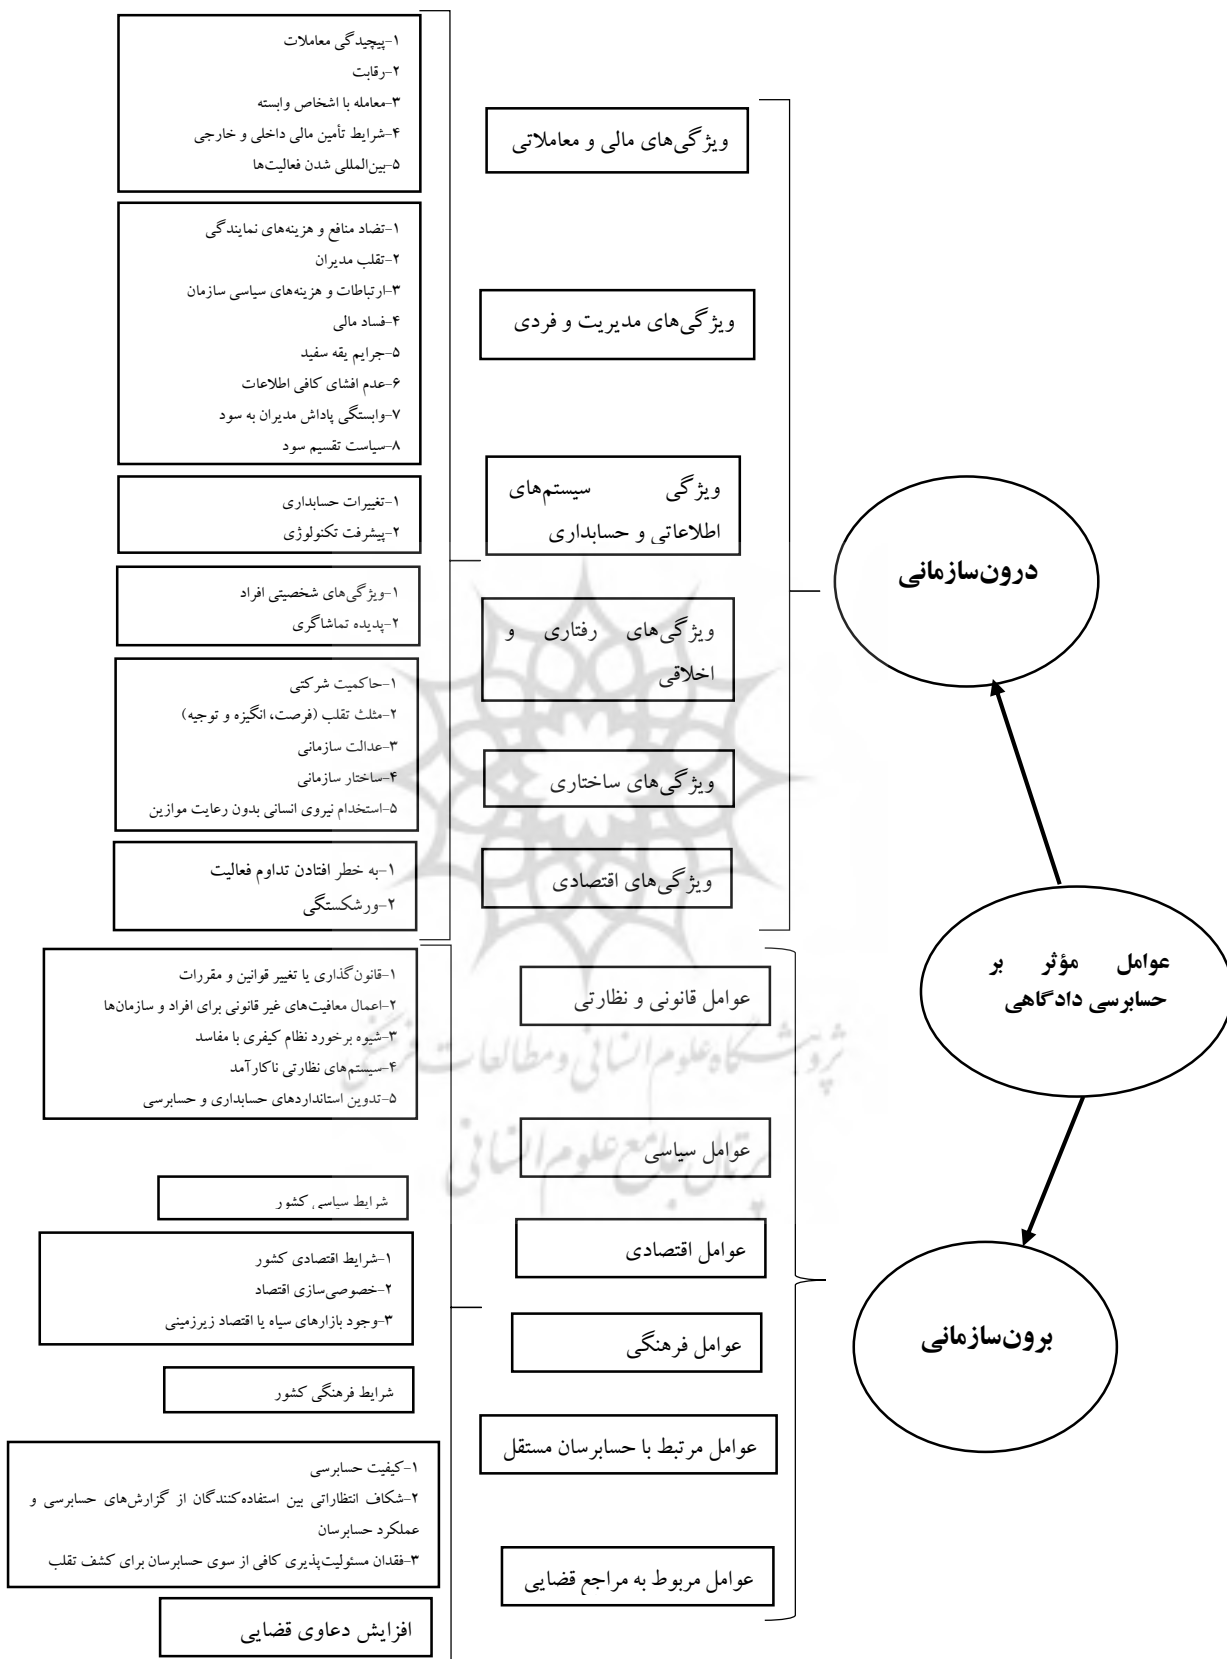 عوامل مؤثر بر
حسابرسی دادگاهی
درون‌سازمانی
ویژگی‌های مالی و معاملاتی
۱-پیچیدگی معاملات
۲-رقابت
۳-معامله با اشخاص وابسته
۴-شرایط تأمین مالی داخلی و خارجی
۵-بین‌المللی شدن فعالیت‌ها
ویژگی‌های مدیریت و فردی
۱-تضاد منافع و هزینه‌های نمایندگی
۲-تقلب مدیران
۳-ارتباطات و هزینه‌های سیاسی سازمان
۴-فساد مالی
۵-جرایم یقه سفید
۶-عدم افشای کافی اطلاعات
۷-وابستگی پاداش مدیران به سود
۸-سیاست تقسیم سود
ویژگی سیستم‌های
اطلاعاتی و حسابداری
۱-تغییرات حسابداری
۲-پیشرفت تکنولوژی
ویژگی‌های رفتاری و
اخلاقی
۱-ویژگی‌های شخصیتی افراد
۲-پدیده تماشاگری
ویژگی‌های ساختاری
۱-حاکمیت شرکتی
۲-مثلث تقلب (فرصت، انگیزه و توجیه)
۳-عدالت سازمانی
۴-ساختار سازمانی
۵-استخدام نیروی انسانی بدون رعایت موازین
ویژگی‌های اقتصادی
۱-به خطر افتادن تداوم فعالیت
۲-ورشکستگی
برون‌سازمانی
عوامل قانونی و نظارتی
۱-قانون‌گذاری یا تغییر قوانین و مقررات
۲-اعمال معافیت‌های غیر قانونی برای افراد و سازمان‌ها
۳-شیوه برخورد نظام کیفری با مفاسد
۴-سیستم‌های نظارتی ناکارآمد
۵-تدوین استانداردهای حسابداری و حسابرسی
عوامل سیاسی
شرایط سیاسی کشور
عوامل اقتصادی
۱-شرایط اقتصادی کشور
۲-خصوصی‌سازی اقتصاد
۳-وجود بازارهای سیاه یا اقتصاد زیرزمینی
عوامل فرهنگی
شرایط فرهنگی کشور
عوامل مرتبط با حسابرسان مستقل
۱-کیفیت حسابرسی
۲-شکاف انتظاراتی بین استفاده‌کنندگان از گزارش‌های حسابرسی و
عملکرد حسابرسان
۳-فقدان مسئولیت‌پذیری کافی از سوی حسابرسان برای کشف تقلب
عوامل مربوط به مراجع قضایی
افزایش دعاوی قضایی
پژوهشگاه علوم انسانی و مطالعات فرهنگی
پرتال جامع علوم انسانی